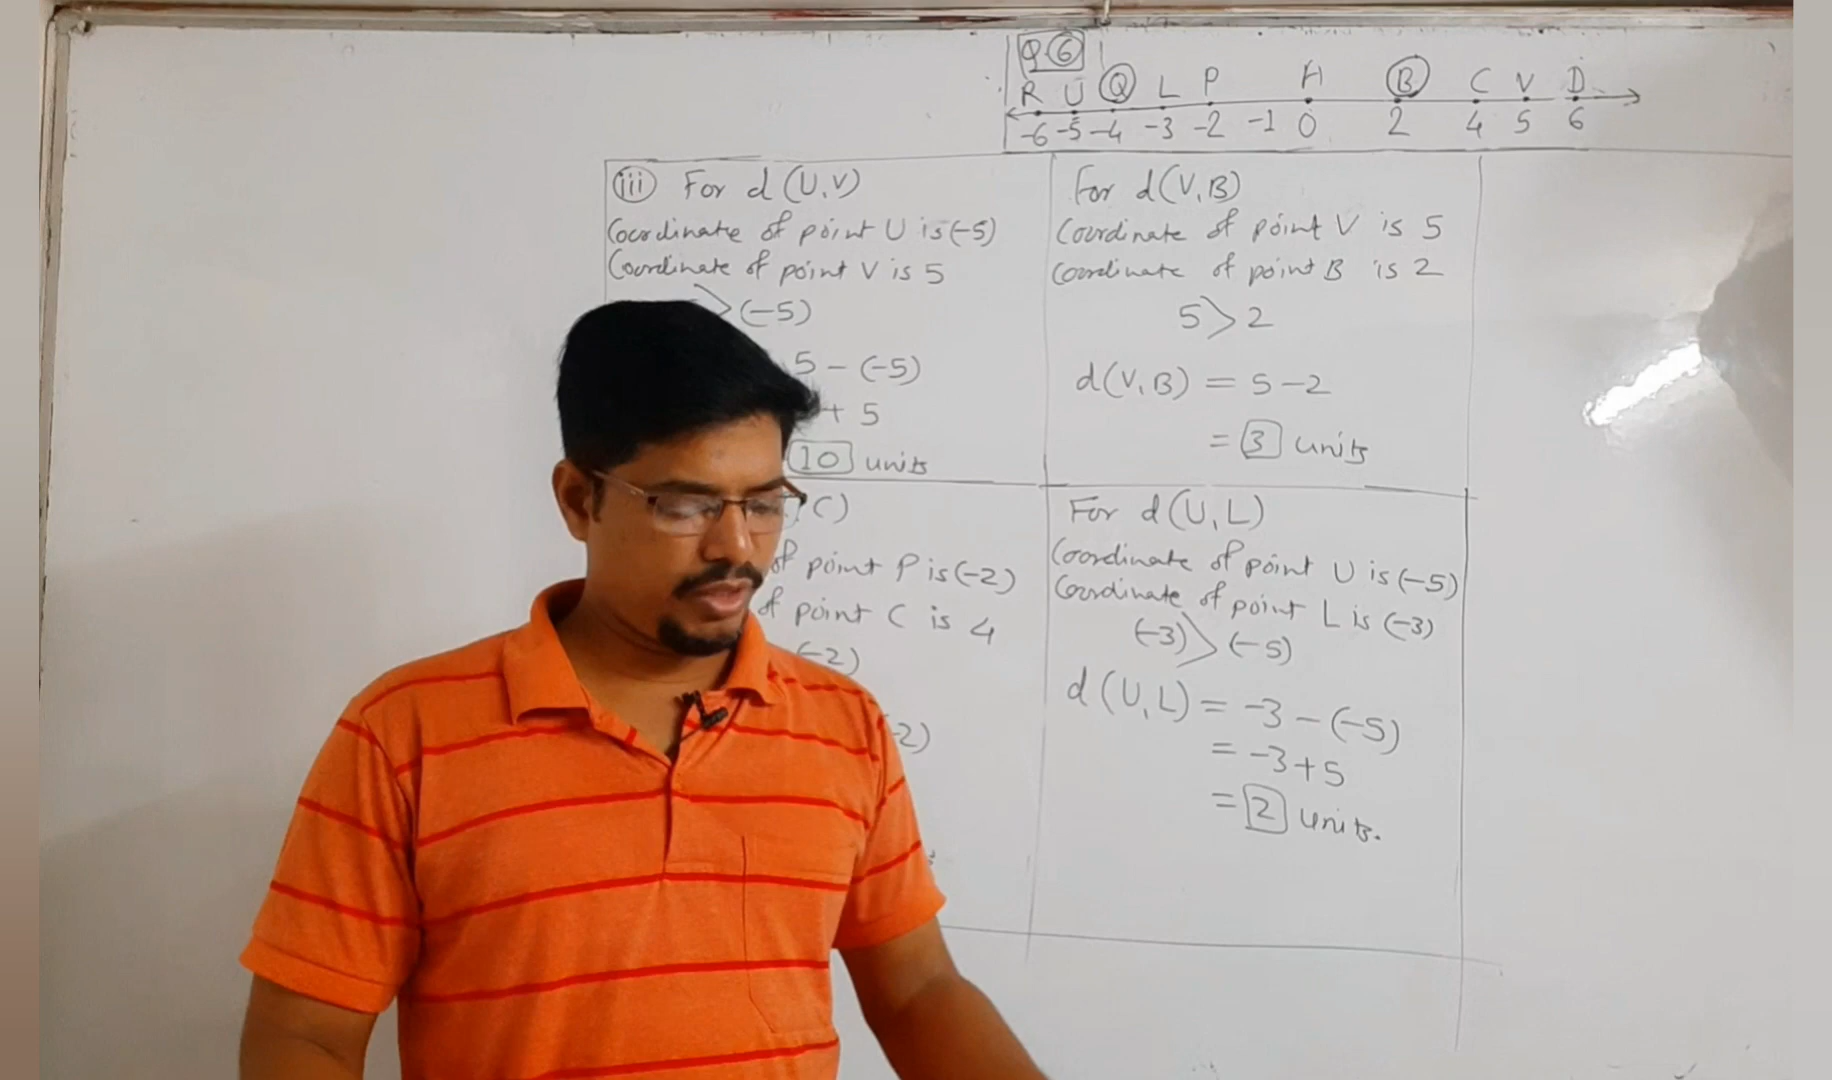 Q.6
R U Q L P A B C V D
-6 -5 -4 -3 -2 -1 0 2 4 5 6
iii For d(U,V)
Coordinate of point U is (-5)
Coordinate of point V is 5
> (-5)
5 - (-5)
+ 5
10 units
For d(V,B)
Coordinate of point V is 5
Coordinate of point B is 2
5 > 2
d(V,B) = 5 - 2
= 3 units
, C)
of point P is (-2)
of point C is 4
(-2)
-2)
For d(U,L)
Coordinate of point U is (-5)
Coordinate of point L is (-3)
(-3) > (-5)
d(U,L) = -3 - (-5)
= -3 + 5
= 2 units.